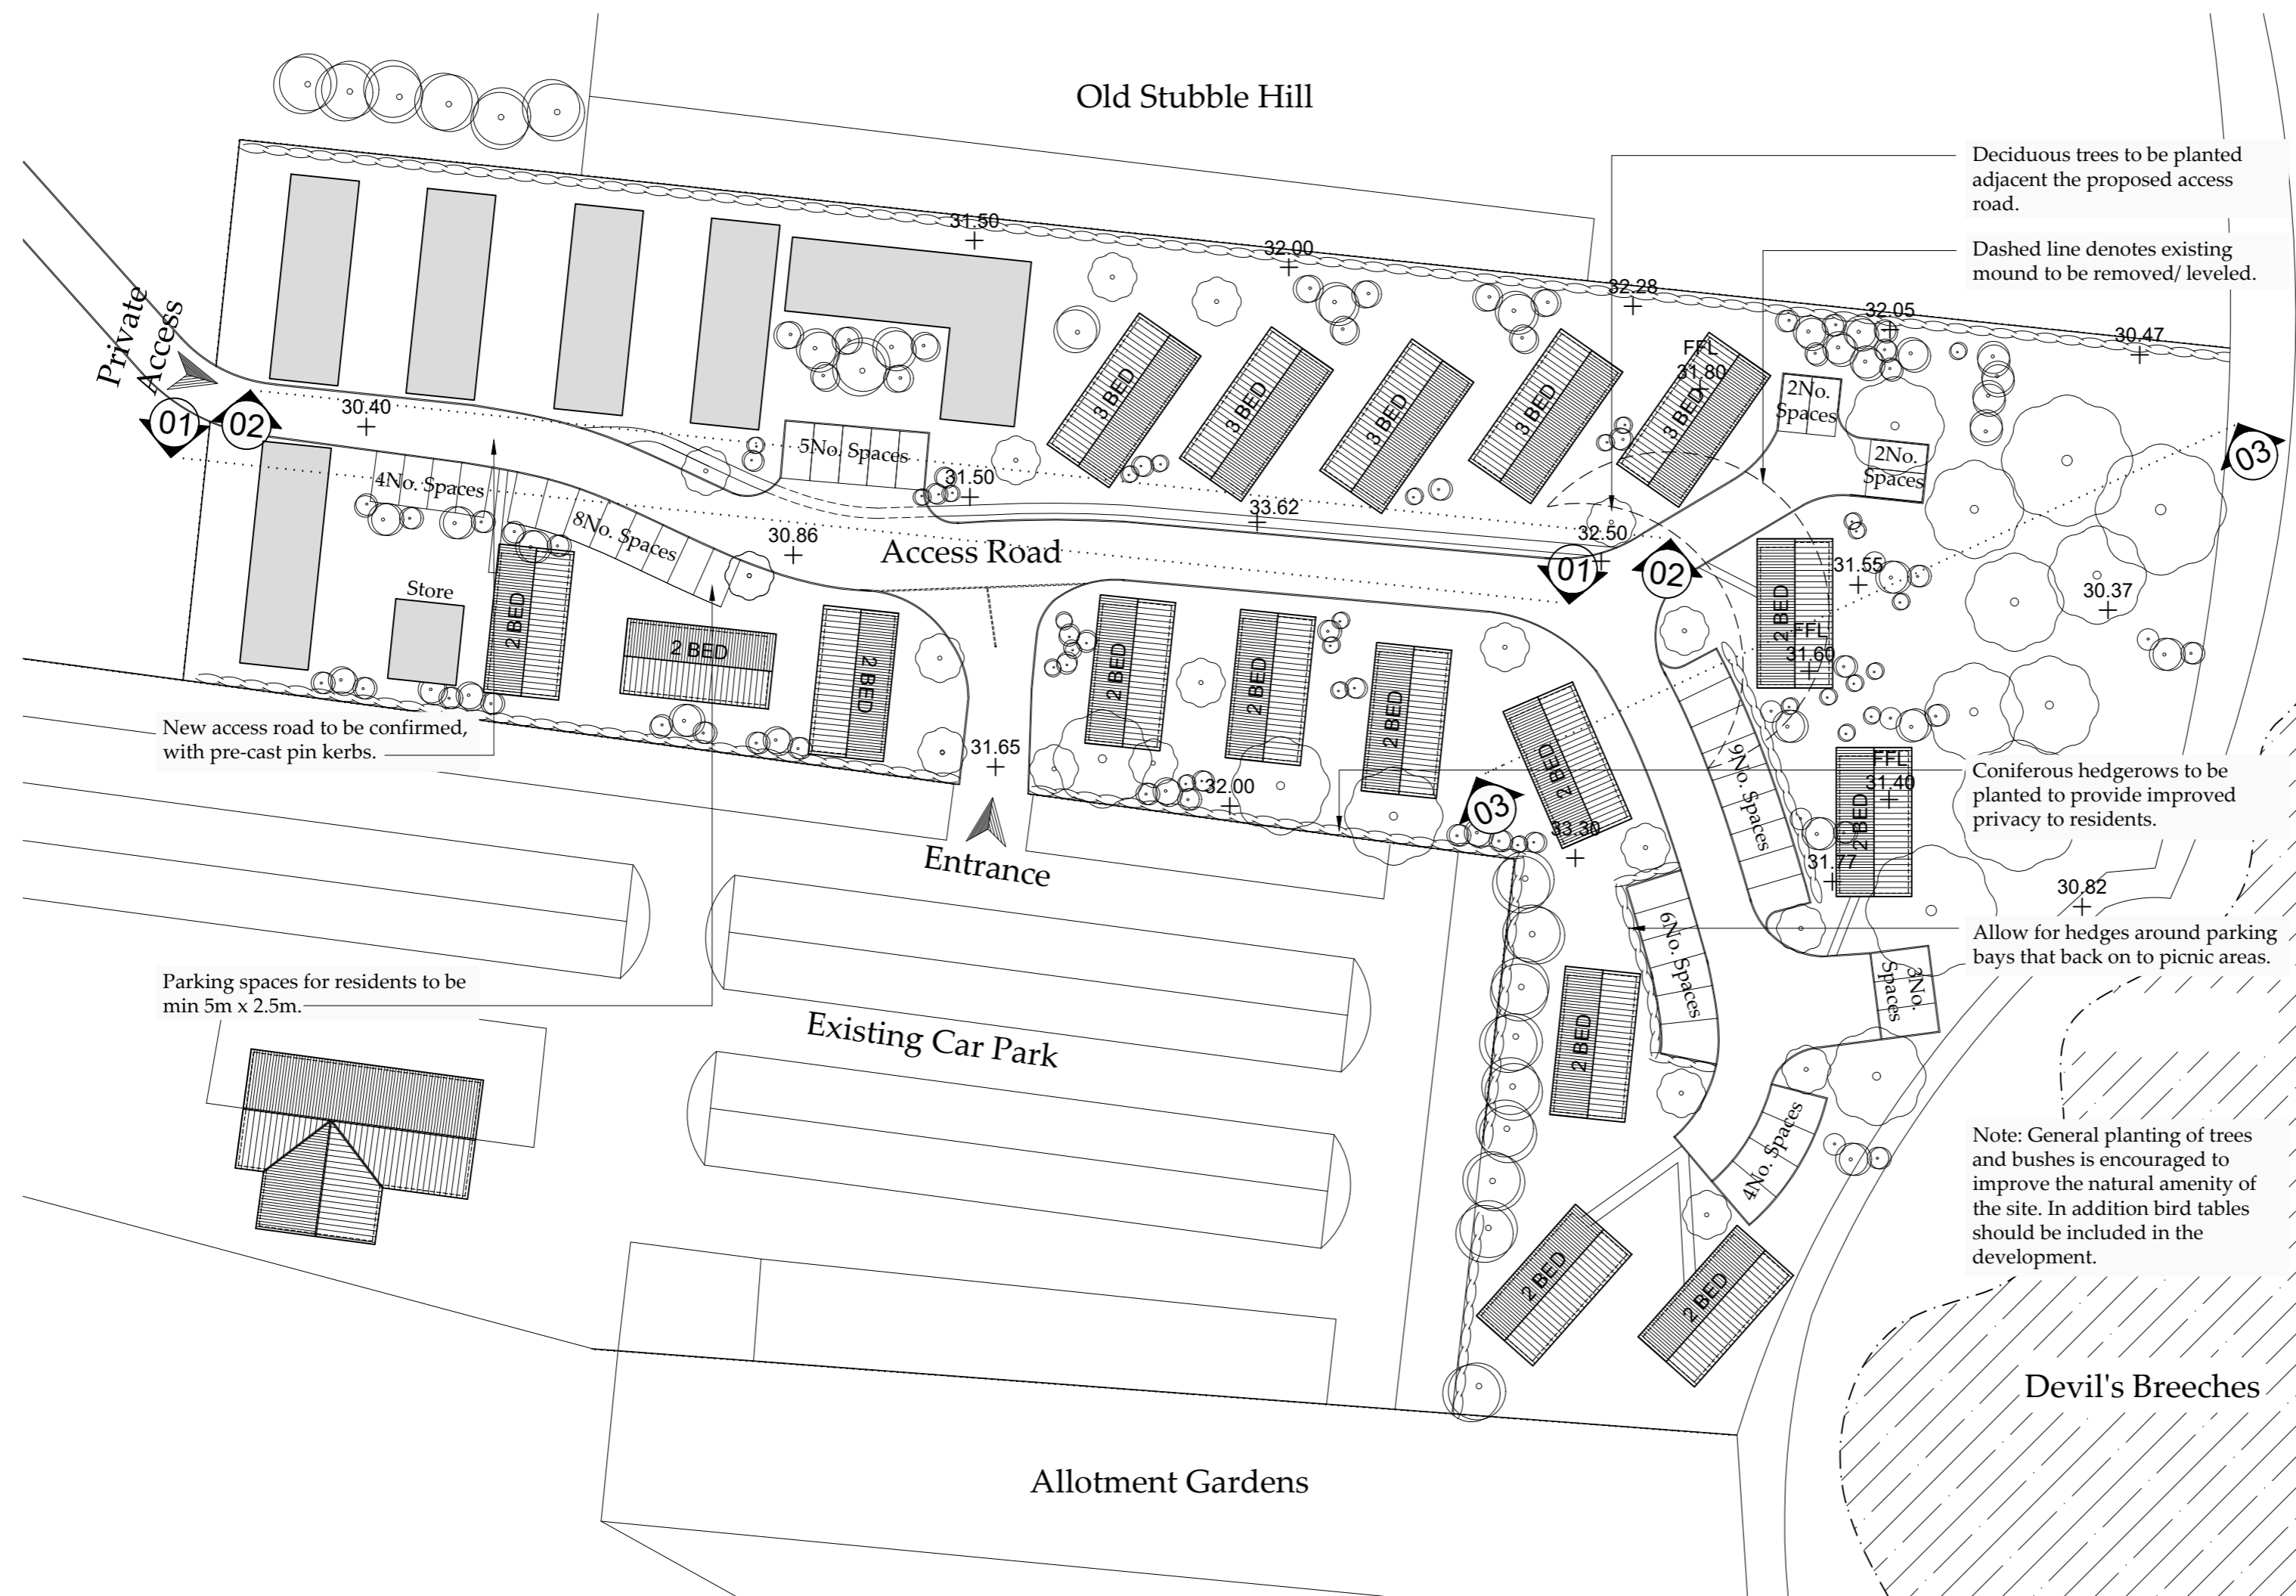 Old Stubble Hill
Deciduous trees to be planted
adjacent the proposed access
road.
Dashed line denotes existing
mound to be removed/ leveled.
31.50
32.00
32.28
32.05
30.47
Private
Access
01
02
30.40
3 BED
3 BED
3 BED
3 BED
FFL
31.80
3 BED
2No.
Spaces
2No.
Spaces
03
4No. Spaces
5No. Spaces
31.50
33.62
32.50
8No. Spaces
30.86
Access Road
01
02
31.55
30.37
Store
2 BED
2 BED
2 BED
2 BED
2 BED
2 BED
2 BED
2 BED
FFL
31.60
New access road to be confirmed,
with pre-cast pin kerbs.
31.65
32.00
03
33.30
9No. Spaces
FFL
31.40
2 BED
31.77
Coniferous hedgerows to be
planted to provide improved
privacy to residents.
30.82
Entrance
6No. Spaces
Allow for hedges around parking
bays that back on to picnic areas.
3No.
Spaces
Parking spaces for residents to be
min 5m x 2.5m.
Existing Car Park
2 BED
4No. Spaces
Note: General planting of trees
and bushes is encouraged to
improve the natural amenity of
the site. In addition bird tables
should be included in the
development.
2 BED
2 BED
Devil's Breeches
Allotment Gardens